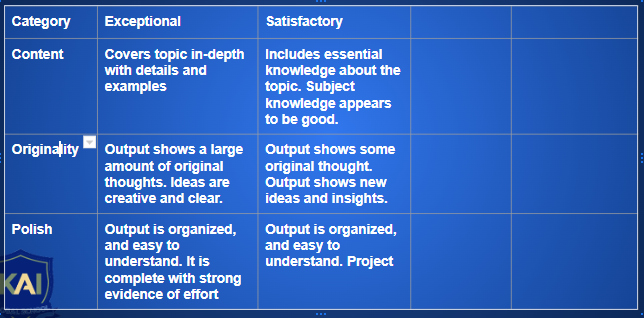 Category Exceptional Satisfactory
Content Covers topic in-depth Includes essential
with details and knowledge about the
examples topic. Subject
knowledge appears
to be good.
Originality Output shows a large Output shows some
amount of original original thought.
thoughts. Ideas are Output shows new
creative and clear. ideas and insights.
Polish Output is organized, Output is organized,
and easy to and easy to
understand. It is understand. Project
complete with strong
evidence of effort
KAI